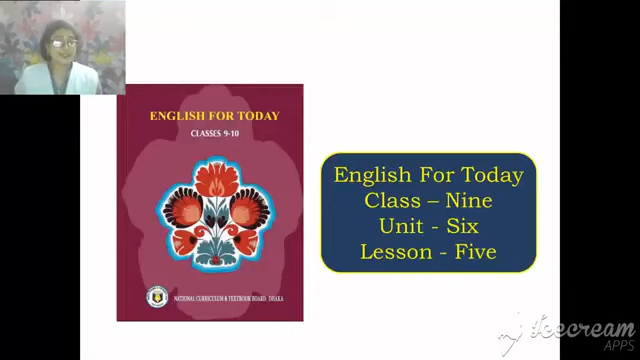 ENGLISH FOR TODAY
CLASSES 9-10
NATIONAL CURRICULUM & TEXTBOOK BOARD, DHAKA
English For Today
Class – Nine
Unit - Six
Lesson - Five
Icecream
APPS